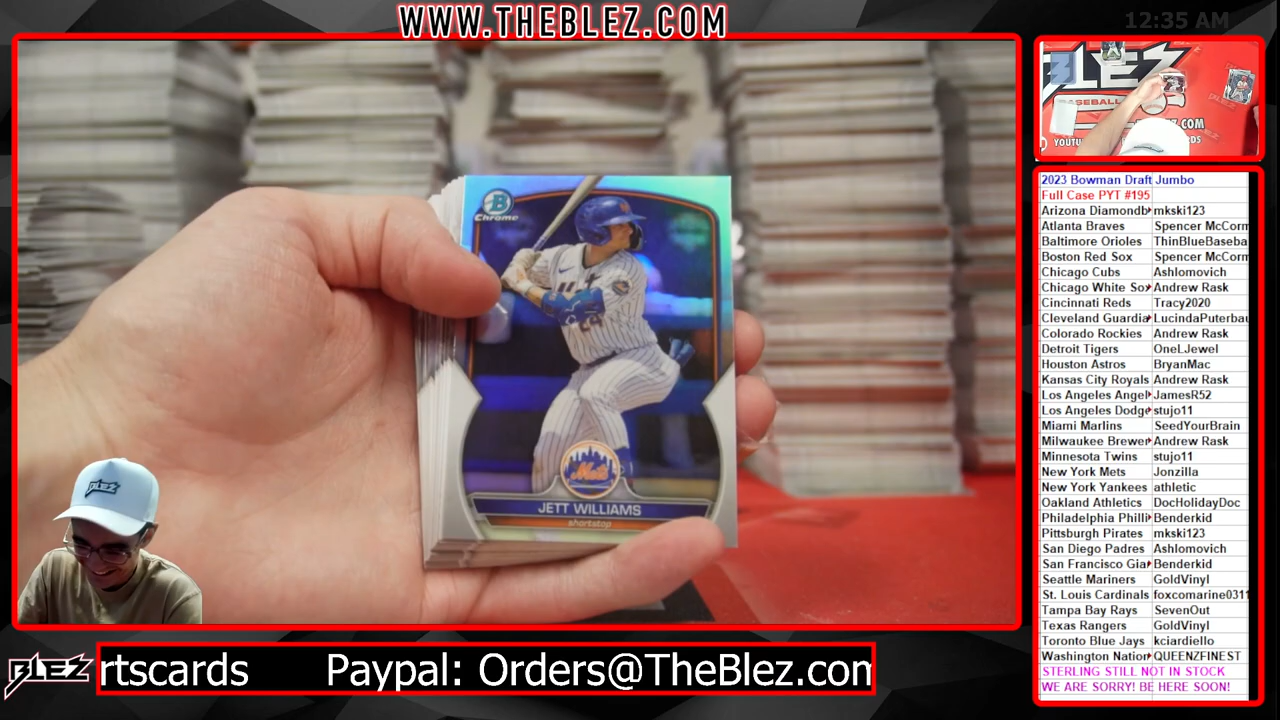 WWW.THEBLEZ.COM
12:35 AM
B
Chrome
Mets
JETT WILLIAMS
shortstop
BLEZ
BASEBALL
.COM
YOUTU
2023 Bowman Draft Jumbo
Full Case PYT #195
Arizona Diamondb mkski123
Atlanta Braves Spencer McCorm
Baltimore Orioles ThinBlueBaseba
Boston Red Sox Spencer McCorm
Chicago Cubs Ashlomovich
Chicago White Sox Andrew Rask
Cincinnati Reds Tracy2020
Cleveland Guardia LucindaPuterbau
Colorado Rockies Andrew Rask
Detroit Tigers OneLJewel
Houston Astros BryanMac
Kansas City Royals Andrew Rask
Los Angeles Angel JamesR52
Los Angeles Dodge stujo11
Miami Marlins SeedYourBrain
Milwaukee Brewer Andrew Rask
Minnesota Twins stujo11
New York Mets Jonzilla
New York Yankees athletic
Oakland Athletics DocHolidayDoc
Philadelphia Philli Benderkid
Pittsburgh Pirates mkski123
San Diego Padres Ashlomovich
San Francisco Gia Benderkid
Seattle Mariners GoldVinyl
St. Louis Cardinals foxcomarine0311
Tampa Bay Rays SevenOut
Texas Rangers GoldVinyl
Toronto Blue Jays kciardiello
Washington Nation QUEENZFINEST
STERLING STILL NOT IN STOCK
WE ARE SORRY! BE HERE SOON!
BLEZ
BLEZ
rtscards Paypal: Orders@TheBlez.com